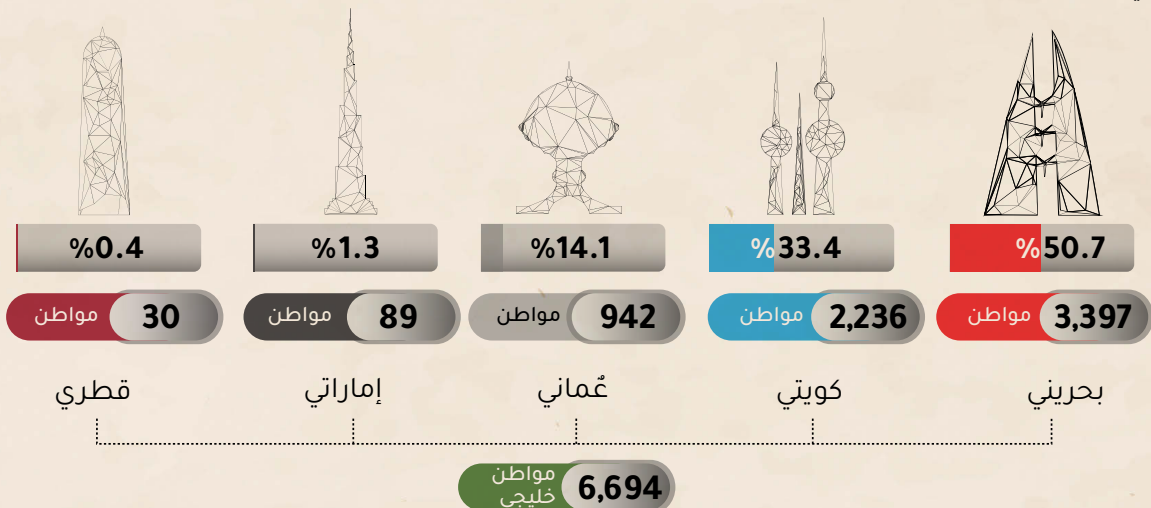 %50.7
%33.4
%14.1
%1.3
%0.4
3,397 مواطن
2,236 مواطن
942 مواطن
89 مواطن
30 مواطن
بحريني
كويتي
عُماني
إماراتي
قطري
6,694 مواطن
خليجي